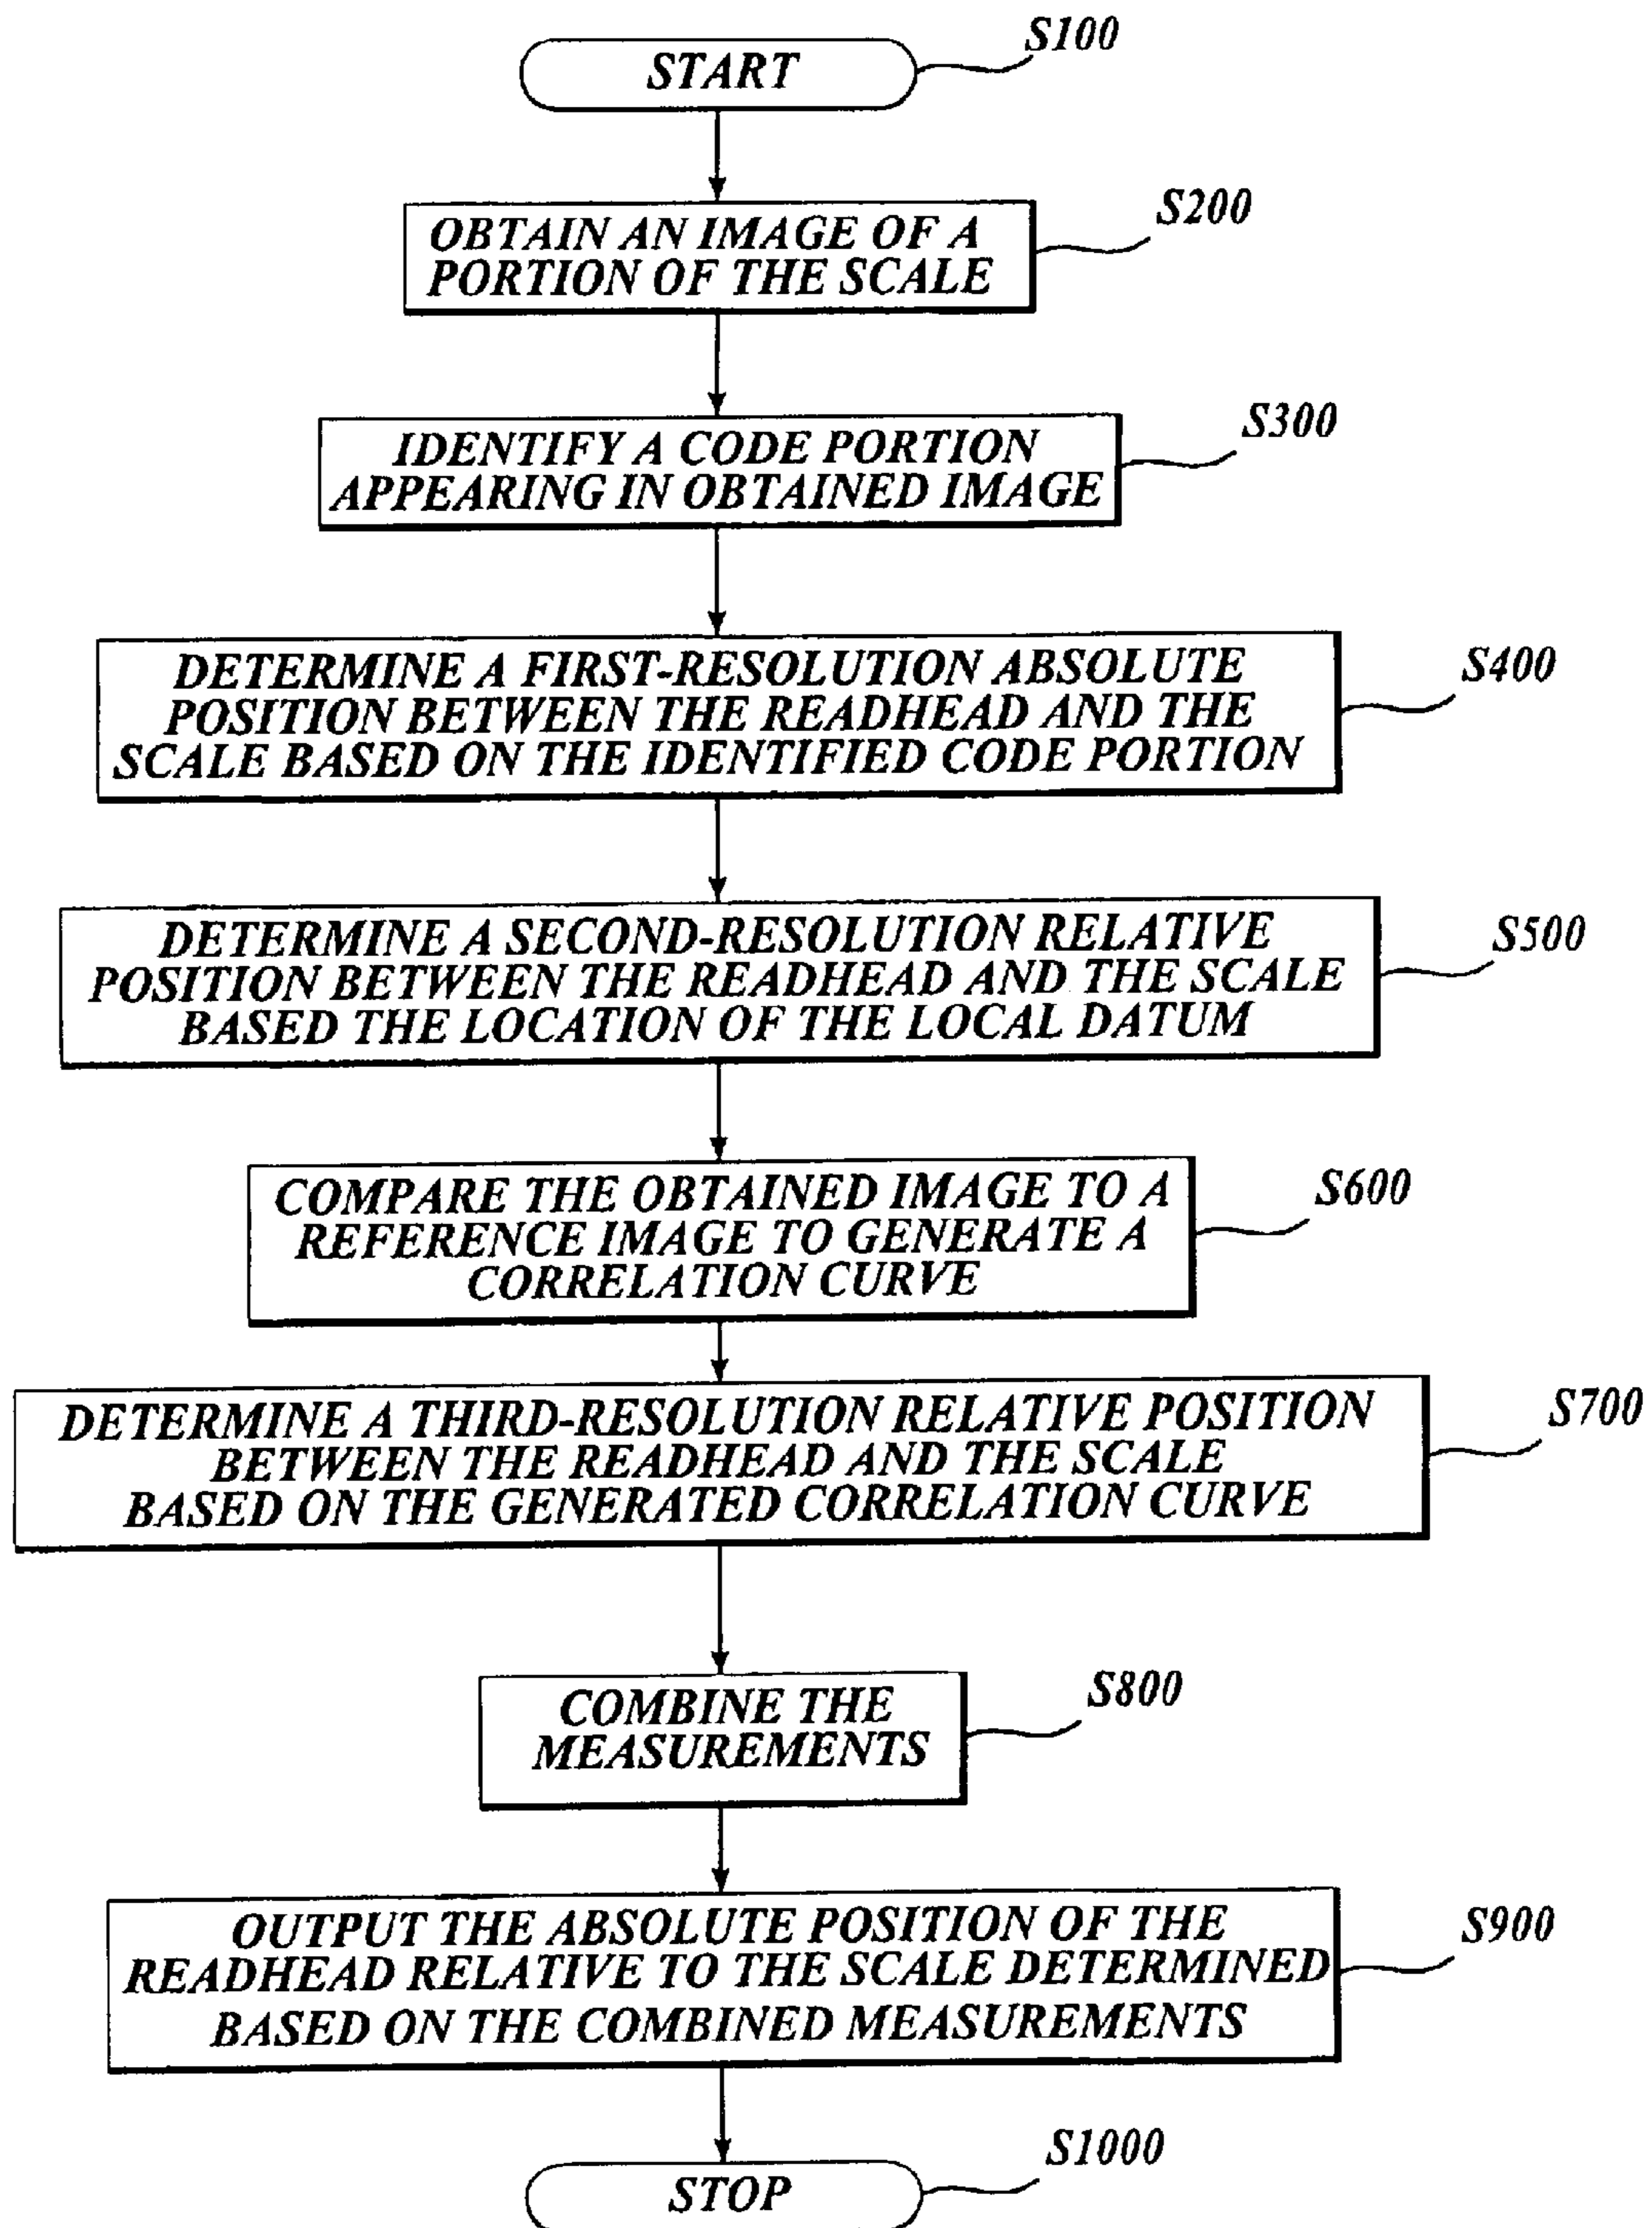 S100
START
S200
OBTAIN AN IMAGE OF A
PORTION OF THE SCALE
S300
IDENTIFY A CODE PORTION
APPEARING IN OBTAINED IMAGE
S400
DETERMINE A FIRST-RESOLUTION ABSOLUTE
POSITION BETWEEN THE READHEAD AND THE
SCALE BASED ON THE IDENTIFIED CODE PORTION
S500
DETERMINE A SECOND-RESOLUTION RELATIVE
POSITION BETWEEN THE READHEAD AND THE SCALE
BASED THE LOCATION OF THE LOCAL DATUM
S600
COMPARE THE OBTAINED IMAGE TO A
REFERENCE IMAGE TO GENERATE A
CORRELATION CURVE
S700
DETERMINE A THIRD-RESOLUTION RELATIVE POSITION
BETWEEN THE READHEAD AND THE SCALE
BASED ON THE GENERATED CORRELATION CURVE
S800
COMBINE THE
MEASUREMENTS
S900
OUTPUT THE ABSOLUTE POSITION OF THE
READHEAD RELATIVE TO THE SCALE DETERMINED
BASED ON THE COMBINED MEASUREMENTS
S1000
STOP